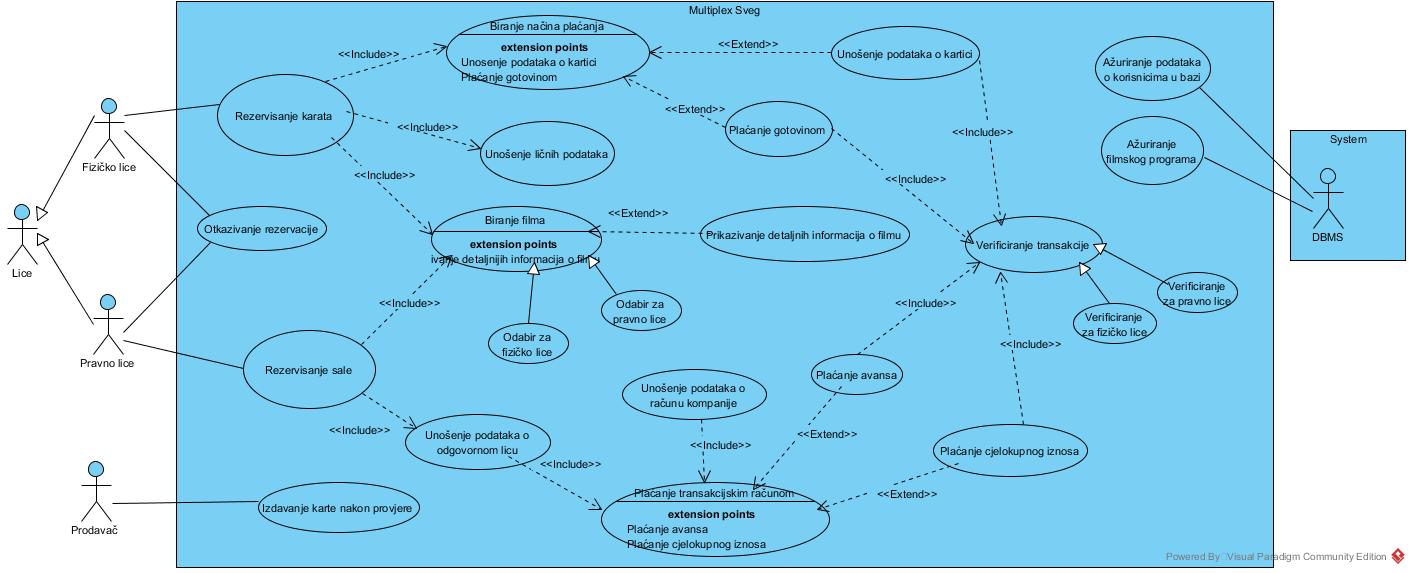 Multiplex Sveg
Biranje načina plaćanja
extension points
Unosenje podataka o kartici
Plaćanje gotovinom
<<Include>>
<<Extend>>
Unošenje podataka o kartici
Ažuriranje podataka
o korisnicima u bazi
System
Fizičko lice
Rezervisanje karata
<<Include>>
Unošenje ličnih podataka
<<Extend>>
Plaćanje gotovinom
<<Include>>
Ažuriranje
filmskog programa
<<Include>>
<<Include>>
Lice
Otkazivanje rezervacije
Biranje filma
extension points
ivanje detaljnijih informacija o filmu
<<Extend>>
Prikazivanje detaljnih informacija o filmu
Verificiranje transakcije
DBMS
<<Include>>
Odabir za
pravno lice
Odabir za
fizičko lice
<<Include>>
Verificiranje
za pravno lice
Verificiranje
za fizičko lice
Pravno lice
Rezervisanje sale
<<Include>>
Plaćanje avansa
Unošenje podataka o
računu kompanije
<<Include>>
Unošenje podataka o
odgovornom licu
<<Include>>
<<Include>>
<<Extend>>
Plaćanje cjelokupnog iznosa
<<Extend>>
Prodavač
Izdavanje karte nakon provjere
Plaćanje transakcijskim računom
extension points
Plaćanje avansa
Plaćanje cjelokupnog iznosa
Powered By Visual Paradigm Community Edition